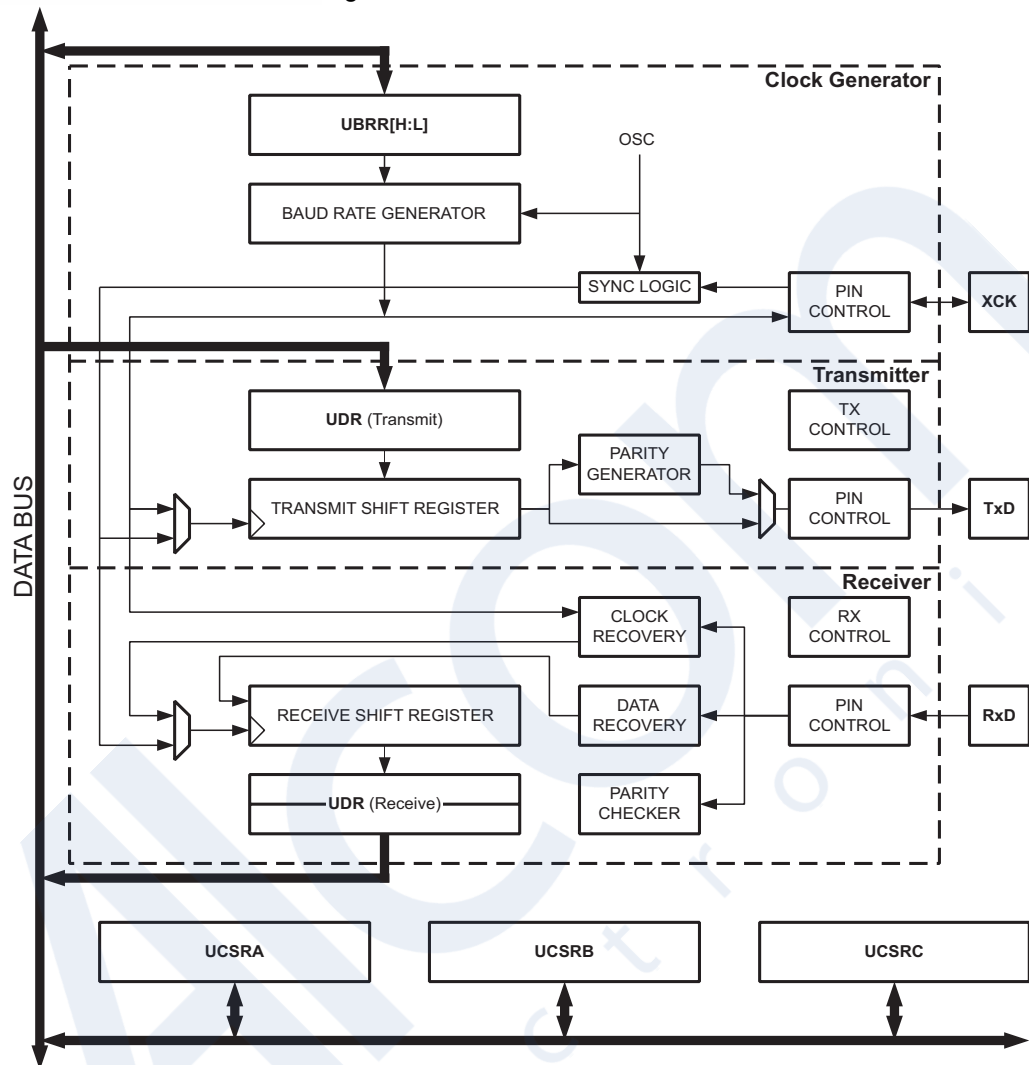 Clock Generator
UBRR[H:L]
OSC
BAUD RATE GENERATOR
SYNC LOGIC
PIN
CONTROL
XCK
Transmitter
UDR (Transmit)
TX
CONTROL
PARITY
GENERATOR
TRANSMIT SHIFT REGISTER
PIN
CONTROL
TxD
DATA BUS
Receiver
CLOCK
RECOVERY
RX
CONTROL
RECEIVE SHIFT REGISTER
DATA
RECOVERY
PIN
CONTROL
RxD
UDR (Receive)
PARITY
CHECKER
UCSRA
UCSRB
UCSRC
Alcom